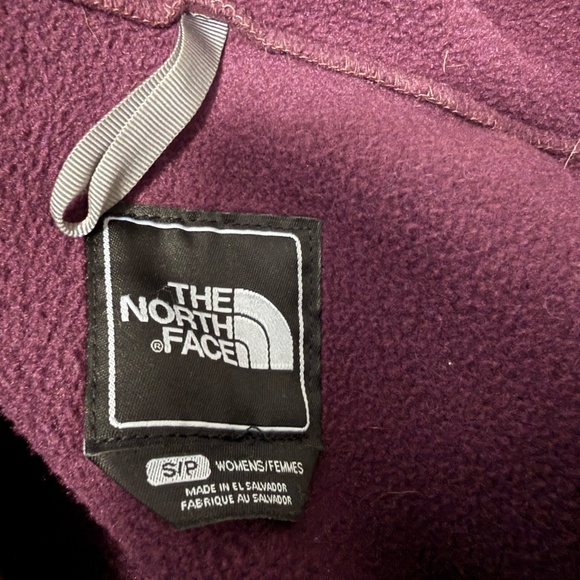 THE
NORTH
FACE®
S/P WOMENS/FEMMES
MADE IN EL SALVADOR
FABRIQUE AU SALVADOR